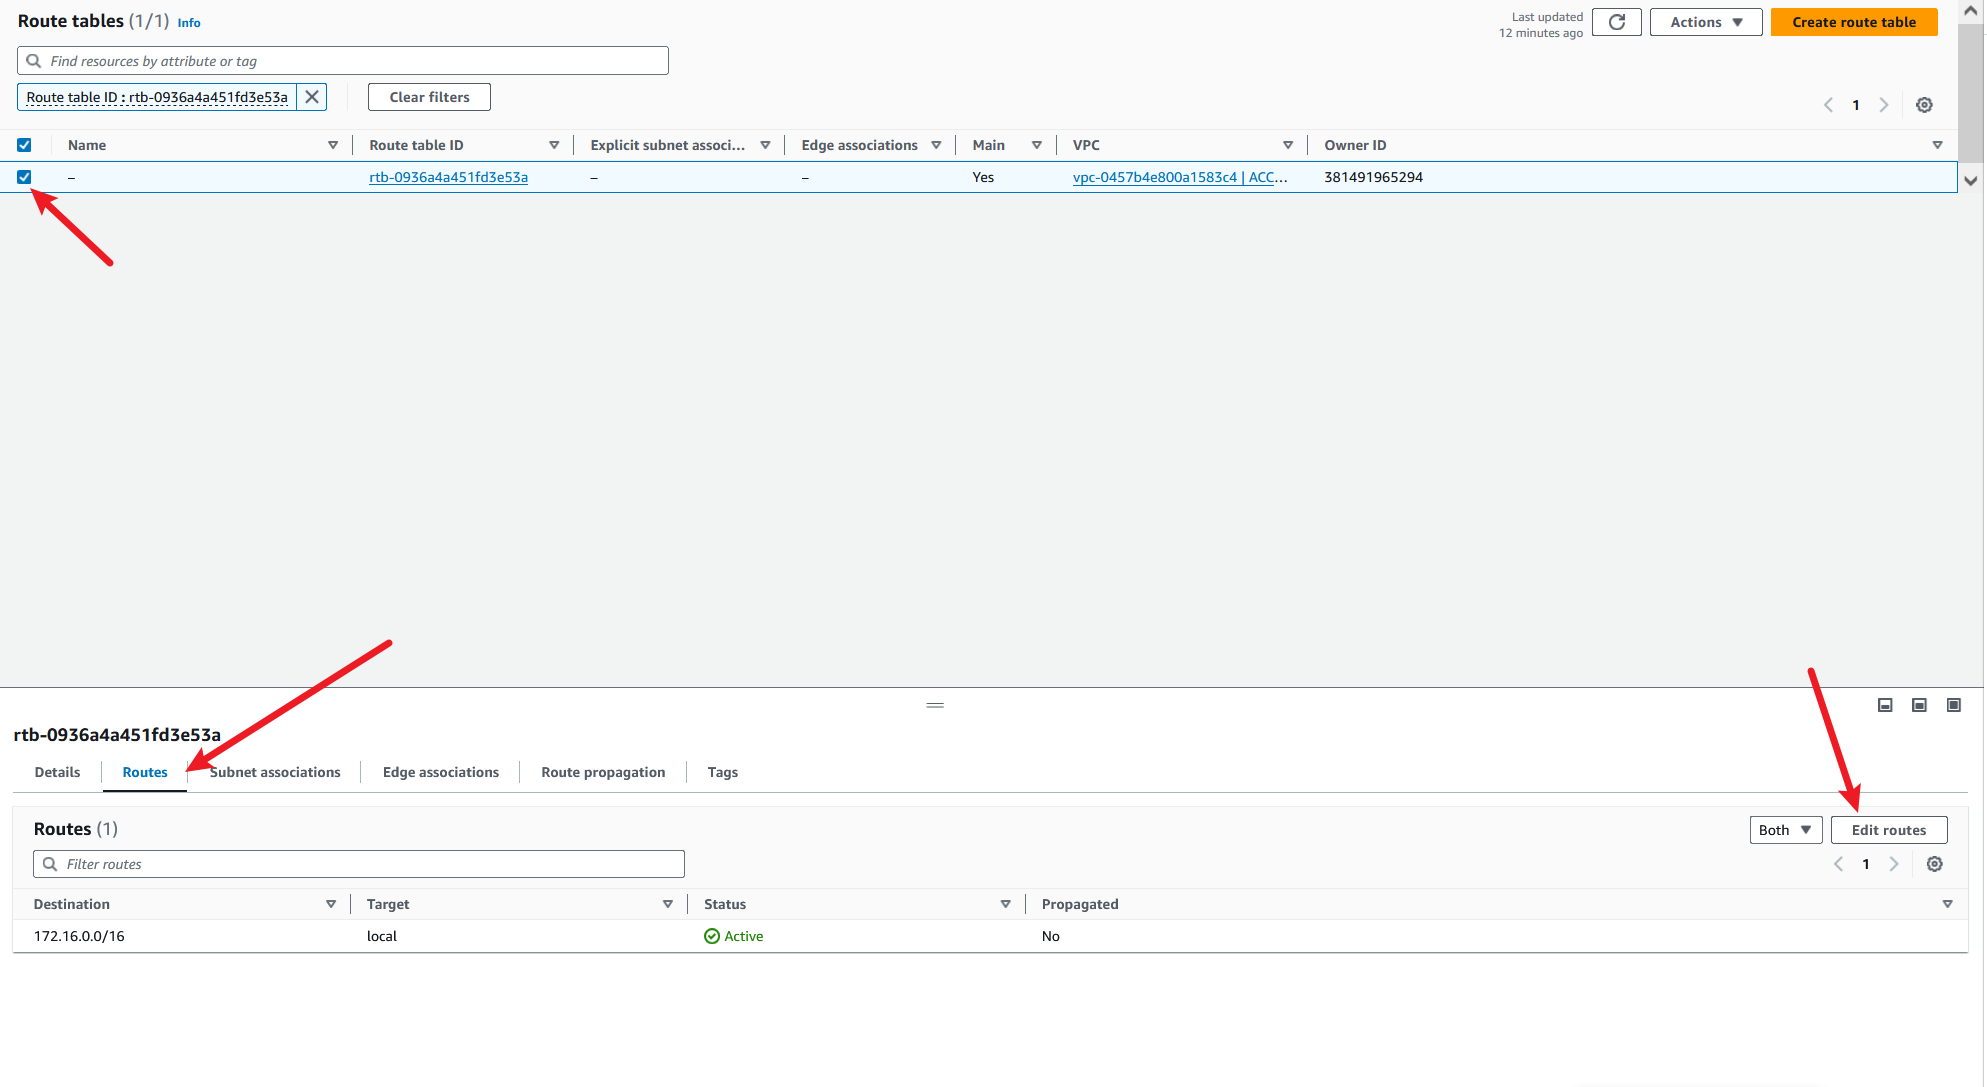 Route tables (1/1) Info
Last updated
12 minutes ago
Actions
Create route table
Find resources by attribute or tag
Route table ID : rtb-0936a4a451fd3e53a
Clear filters
1
Name Route table ID Explicit subnet associ... Edge associations Main VPC Owner ID
– rtb-0936a4a451fd3e53a – – Yes vpc-0457b4e800a1583c4 | ACC... 381491965294
rtb-0936a4a451fd3e53a
Details Routes Subnet associations Edge associations Route propagation Tags
Routes (1)
Both Edit routes
Filter routes
1
Destination Target Status Propagated
172.16.0.0/16 local Active No